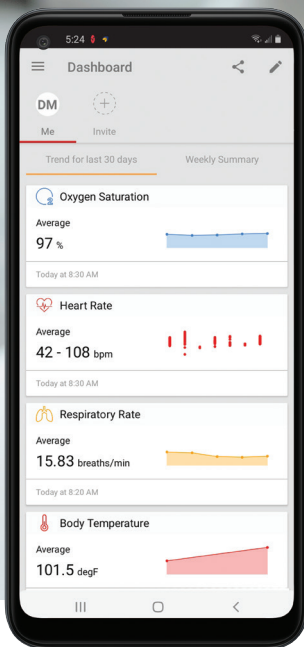 5:24
Dashboard
DM
Me
Invite
Trend for last 30 days
Weekly Summary
O2 Oxygen Saturation
Average
97 %
Today at 8:30 AM
Heart Rate
Average
42 - 108 bpm
Today at 8:30 AM
Respiratory Rate
Average
15.83 breaths/min
Today at 8:20 AM
Body Temperature
Average
101.5 degF